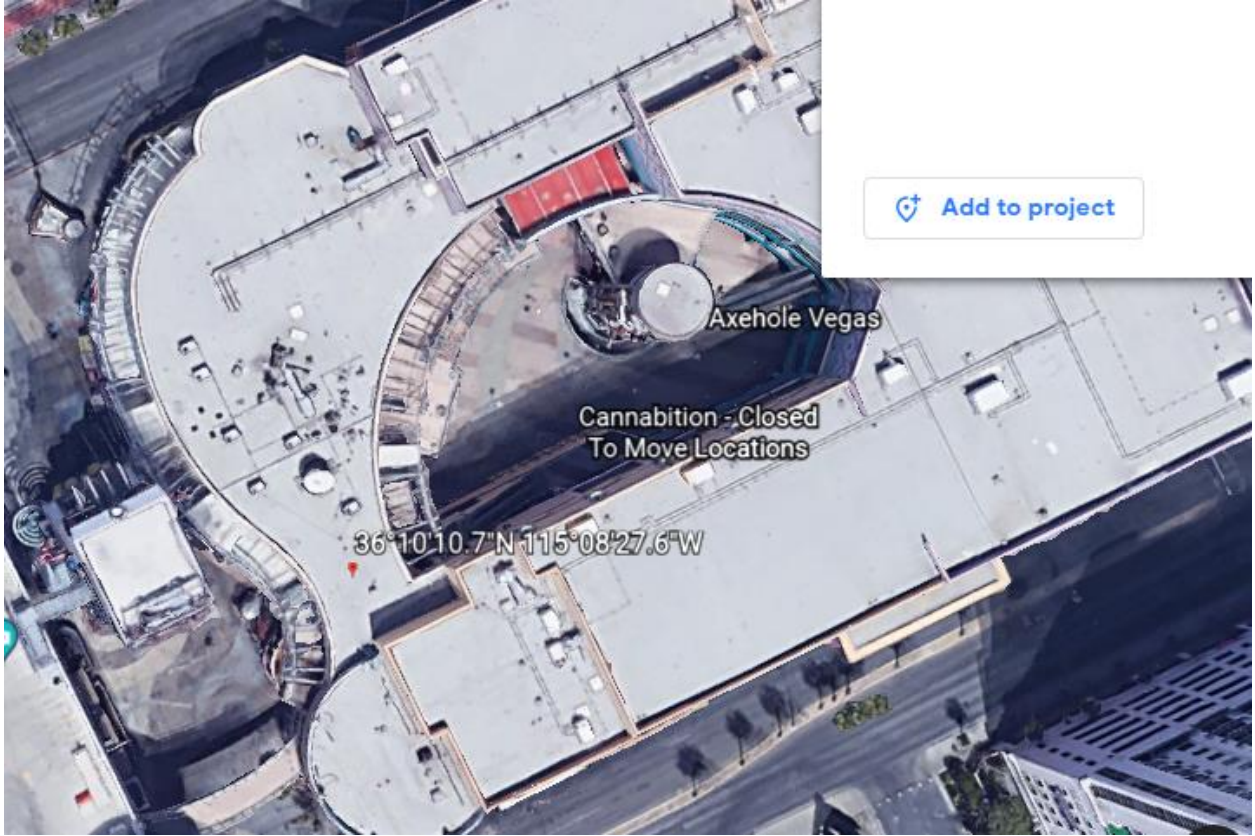 Add to project
Axehole Vegas
Cannabition - Closed
To Move Locations
36°10'10.7"N 115°08'27.6"W